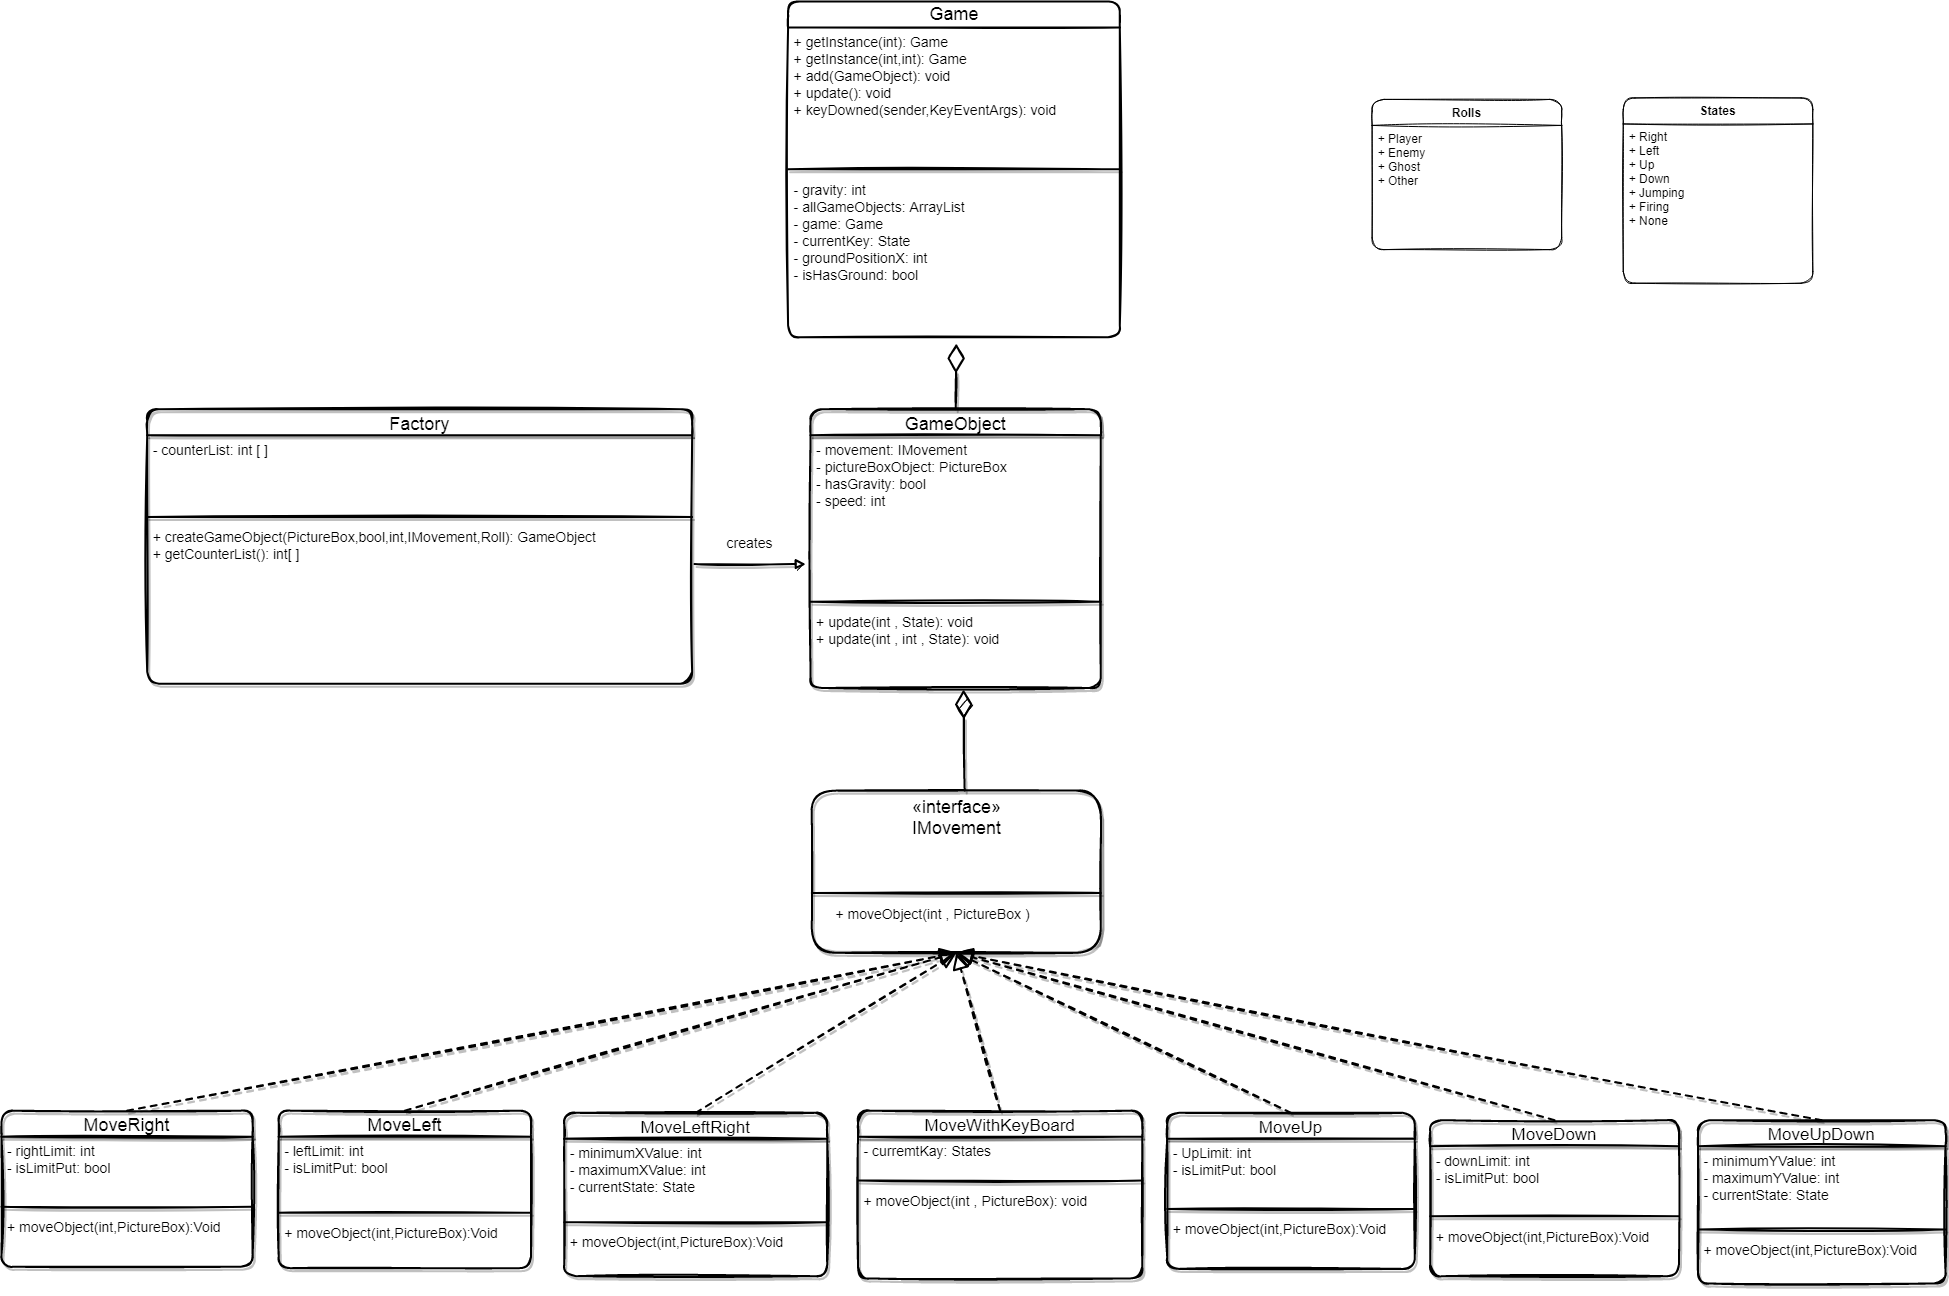 Game
+ getInstance(int): Game
+ getInstance(int,int): Game
+ add(GameObject): void
+ update(): void
+ keyDowned(sender,KeyEventArgs): void
- gravity: int
- allGameObjects: ArrayList
- game: Game
- currentKey: State
- groundPositionX: int
- isHasGround: bool
Rolls
+ Player
+ Enemy
+ Ghost
+ Other
States
+ Right
+ Left
+ Up
+ Down
+ Jumping
+ Firing
+ None
Factory
- counterList: int [ ]
+ createGameObject(PictureBox,bool,int,IMovement,Roll): GameObject
+ getCounterList(): int[ ]
creates
GameObject
- movement: IMovement
- pictureBoxObject: PictureBox
- hasGravity: bool
- speed: int
+ update(int , State): void
+ update(int , int , State): void
«interface»
IMovement
+ moveObject(int , PictureBox )
MoveRight
- rightLimit: int
- isLimitPut: bool
+ moveObject(int,PictureBox):Void
MoveLeft
- leftLimit: int
- isLimitPut: bool
+ moveObject(int,PictureBox):Void
MoveLeftRight
- minimumXValue: int
- maximumXValue: int
- currentState: State
+ moveObject(int,PictureBox):Void
MoveWithKeyBoard
- curremtKay: States
+ moveObject(int , PictureBox): void
MoveUp
- UpLimit: int
- isLimitPut: bool
+ moveObject(int,PictureBox):Void
MoveDown
- downLimit: int
- isLimitPut: bool
+ moveObject(int,PictureBox):Void
MoveUpDown
- minimumYValue: int
- maximumYValue: int
- currentState: State
+ moveObject(int,PictureBox):Void